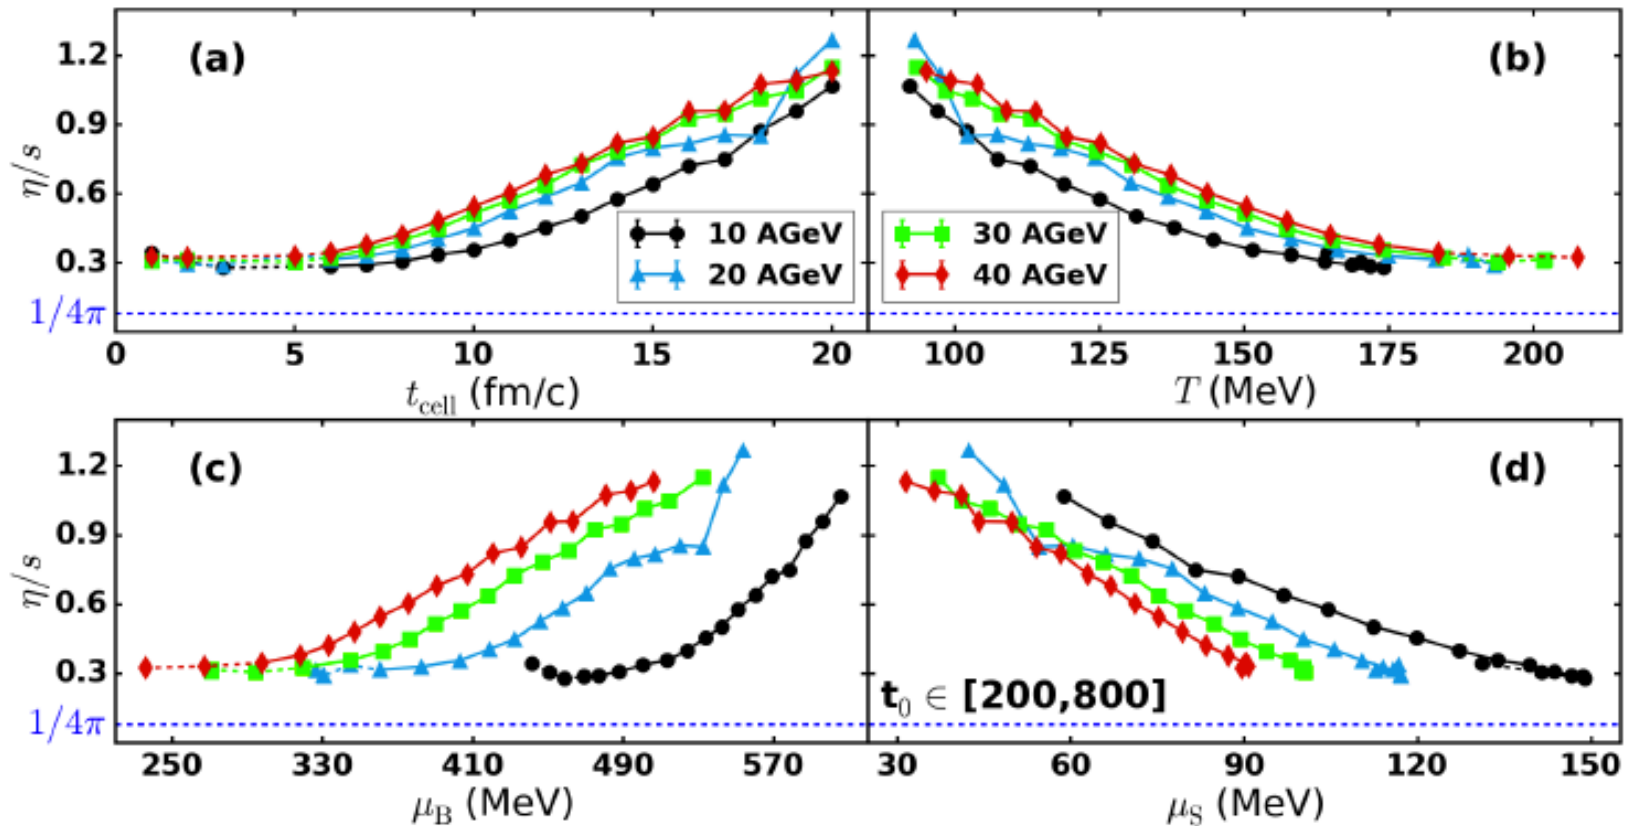 (a)
(b)
1.2
0.9
0.6
0.3
1/4π
η/s
10 AGeV
20 AGeV
30 AGeV
40 AGeV
0 5 10 15 20
100 125 150 175 200
t_cell (fm/c)
T (MeV)
(c)
(d)
1.2
0.9
0.6
0.3
1/4π
η/s
t₀ ∈ [200,800]
250 330 410 490 570
30 60 90 120 150
μ_B (MeV)
μ_S (MeV)